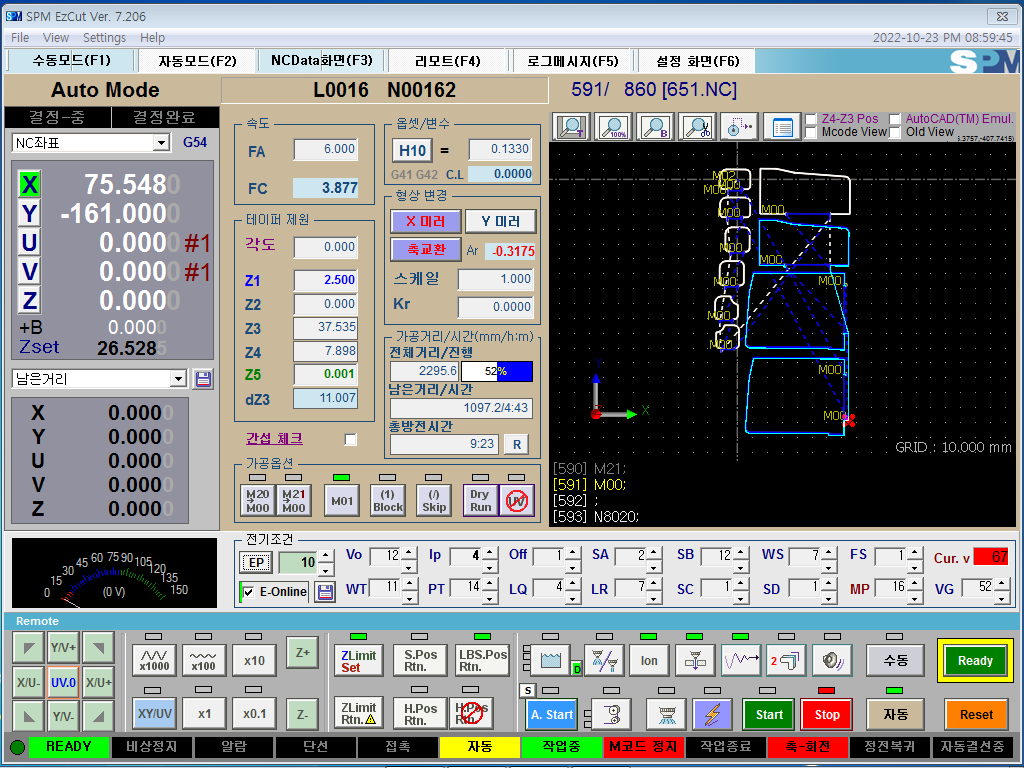 SPM EzCut Ver. 7.206
File View Settings Help
2022-10-23 PM 08:59:45
수동모드(F1) 자동모드(F2) NCData화면(F3) 리모트(F4) 로그메시지(F5) 설정 화면(F6)
SPM
Auto Mode
L0016 N00162
591/ 860 [651.NC]
결정-중 결정완료
NC좌표 G54
X 75.5480
Y -161.0000
U 0.0000 #1
V 0.0000 #1
Z 0.0000
+B 0.0000
Zset 26.5285
남은거리
X 0.0000
Y 0.0000
U 0.0000
V 0.0000
Z 0.0000
속도
FA 6.000
FC 3.877
테이퍼 제원
각도 0.000
Z1 2.500
Z2 0.000
Z3 37.535
Z4 7.898
Z5 0.001
dZ3 11.007
간섭 체크
옵셋/변수
H10 = 0.1330
G41 G42 C.L 0.0000
형상 변경
X 미러 Y 미러
축교환 Ar -0.3175
스케일 1.000
Kr 0.0000
가공거리/시간(mm/h:m)
전체거리/진행
2295.6 52%
남은거리/시간
1097.2/4:43
총방전시간
9:23 R
가공옵션
M20 M00
M21 M00
M01
(1) Block
(/) Skip
Dry Run
UV
T 100% B
Z4-Z3 Pos AutoCAD(TM) Emul.
Mcode View Old View
M02
M00
M00
M00
M00
M00
M00
M00
M00
M00
M00
M00
M00
M00
X
GRID : 10.000 mm
[590] M21;
[591] M00;
[592] ;
[593] N8020;
0 15 30 45 60 75 90 105 120 135 150
(0 V)
전기조건
EP 10
E-Online
Vo 12 Ip 4 Off 1 SA 2 SB 12 WS 7 FS 1 Cur. v 67
WT 11 PT 14 LQ 4 LR 7 SC 1 SD 1 MP 16 VG 52
Remote
Y/V+
X/U- UV.0 X/U+
Y/V-
x1000 x100 x10 Z+
XY/UV x1 x0.1 Z-
ZLimit Set
S.Pos Rtn.
LBS.Pos Rtn.
ZLimit Rtn.
H.Pos Rtn.
H.Pos Rtn.
D Ion 2 수동 Ready
S A. Start Start Stop 자동 Reset
READY 비상정지 알람 단선 접촉 자동 작업중 M코드 정지 작업종료 축-회전 정전복귀 자동결선중